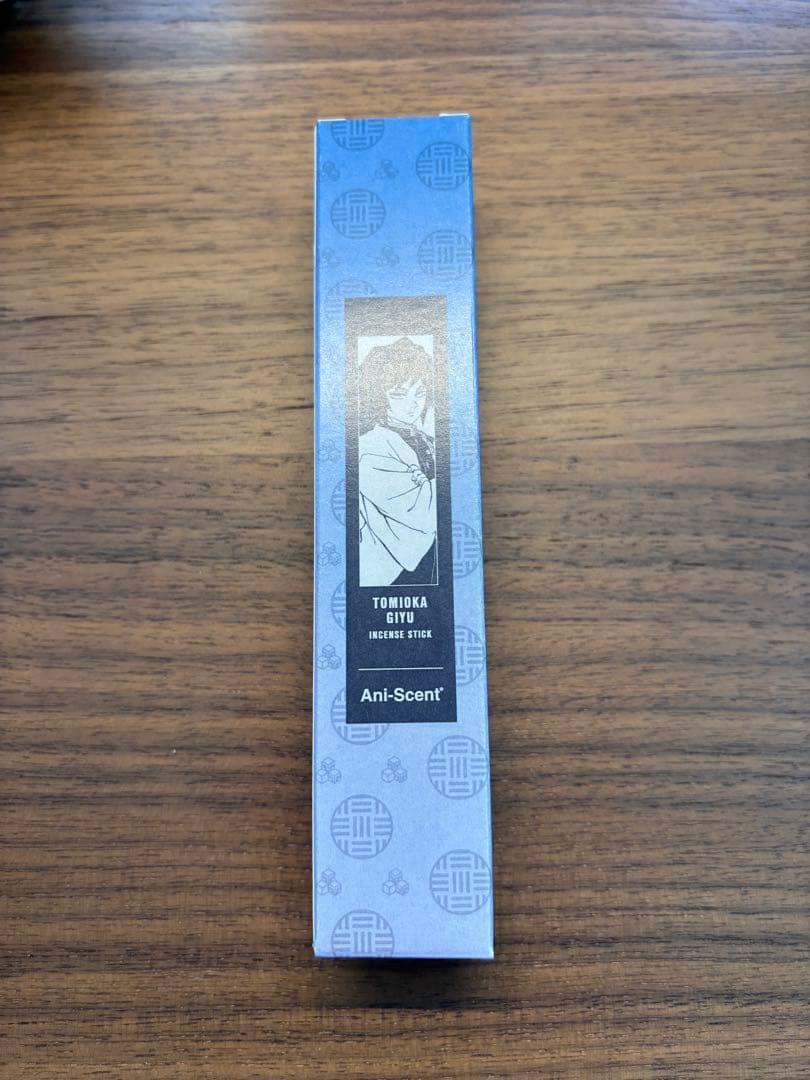 TOMIOKA
GIYU
INCENSE STICK
Ani-Scent®